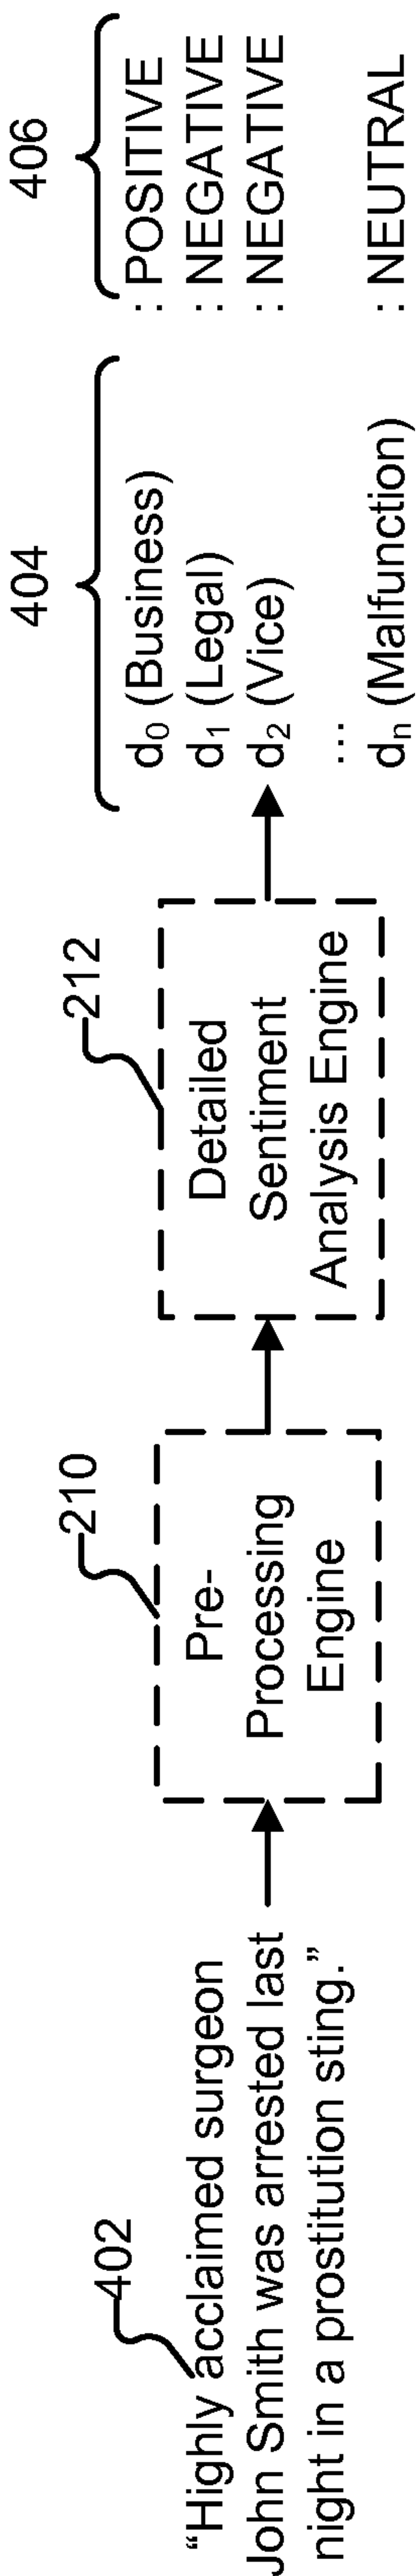 402
“Highly acclaimed surgeon
John Smith was arrested last
night in a prostitution sting.”
210
Pre-
Processing
Engine
212
Detailed
Sentiment
Analysis Engine
404
406
d0 (Business) : POSITIVE
d1 (Legal) : NEGATIVE
d2 (Vice) : NEGATIVE
…
dn (Malfunction) : NEUTRAL